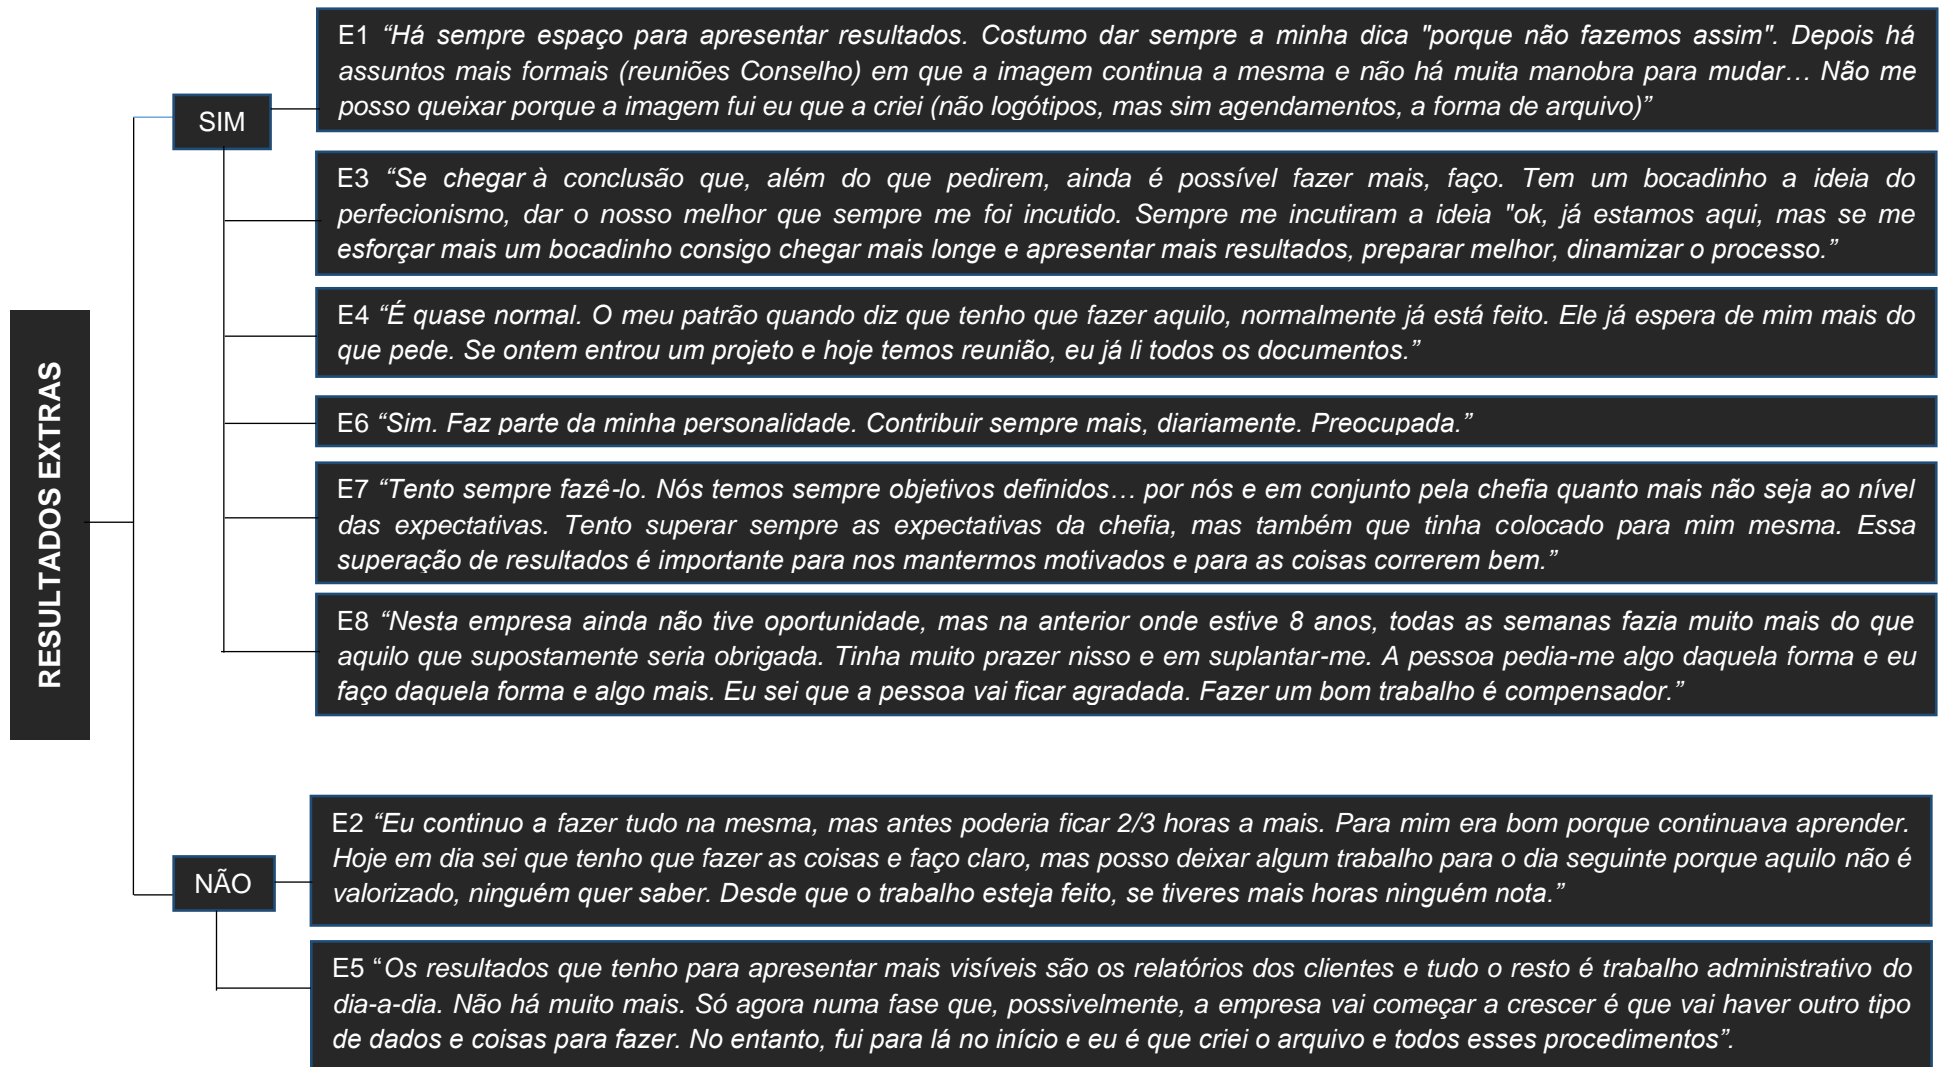 RESULTADOS EXTRAS
SIM
E1 “Há sempre espaço para apresentar resultados. Costumo dar sempre a minha dica "porque não fazemos assim". Depois há
assuntos mais formais (reuniões Conselho) em que a imagem continua a mesma e não há muita manobra para mudar… Não me
posso queixar porque a imagem fui eu que a criei (não logótipos, mas sim agendamentos, a forma de arquivo)”
E3 “Se chegar à conclusão que, além do que pedirem, ainda é possível fazer mais, faço. Tem um bocadinho a ideia do
perfecionismo, dar o nosso melhor que sempre me foi incutido. Sempre me incutiram a ideia "ok, já estamos aqui, mas se me
esforçar mais um bocadinho consigo chegar mais longe e apresentar mais resultados, preparar melhor, dinamizar o processo.”
E4 “É quase normal. O meu patrão quando diz que tenho que fazer aquilo, normalmente já está feito. Ele já espera de mim mais do
que pede. Se ontem entrou um projeto e hoje temos reunião, eu já li todos os documentos.”
E6 “Sim. Faz parte da minha personalidade. Contribuir sempre mais, diariamente. Preocupada.”
E7 “Tento sempre fazê-lo. Nós temos sempre objetivos definidos… por nós e em conjunto pela chefia quanto mais não seja ao nível
das expectativas. Tento superar sempre as expectativas da chefia, mas também que tinha colocado para mim mesma. Essa
superação de resultados é importante para nos mantermos motivados e para as coisas correrem bem.”
E8 “Nesta empresa ainda não tive oportunidade, mas na anterior onde estive 8 anos, todas as semanas fazia muito mais do que
aquilo que supostamente seria obrigada. Tinha muito prazer nisso e em suplantar-me. A pessoa pedia-me algo daquela forma e eu
faço daquela forma e algo mais. Eu sei que a pessoa vai ficar agradada. Fazer um bom trabalho é compensador.”
NÃO
E2 “Eu continuo a fazer tudo na mesma, mas antes poderia ficar 2/3 horas a mais. Para mim era bom porque continuava aprender.
Hoje em dia sei que tenho que fazer as coisas e faço claro, mas posso deixar algum trabalho para o dia seguinte porque aquilo não é
valorizado, ninguém quer saber. Desde que o trabalho esteja feito, se tiveres mais horas ninguém nota.”
E5 “Os resultados que tenho para apresentar mais visíveis são os relatórios dos clientes e tudo o resto é trabalho administrativo do
dia-a-dia. Não há muito mais. Só agora numa fase que, possivelmente, a empresa vai começar a crescer é que vai haver outro tipo
de dados e coisas para fazer. No entanto, fui para lá no início e eu é que criei o arquivo e todos esses procedimentos”.